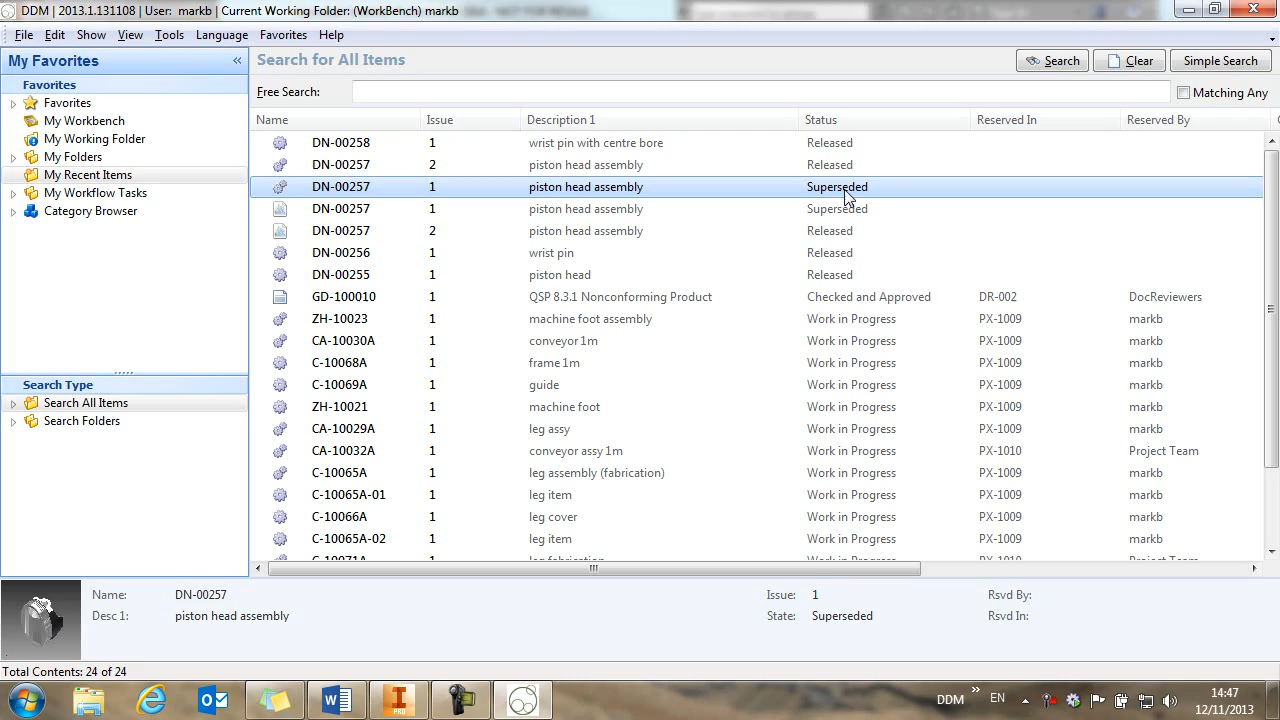 DDM | 2013.1.131108 | User: markb | Current Working Folder: (WorkBench) markb
File Edit Show View Tools Language Favorites Help
My Favorites «
Favorites
Favorites
My Workbench
My Working Folder
My Folders
My Recent Items
My Workflow Tasks
Category Browser
Search Type
Search All Items
Search Folders
Search for All Items
Search Clear Simple Search
Free Search: Matching Any
Name Issue Description 1 Status Reserved In Reserved By
DN-00258 1 wrist pin with centre bore Released
DN-00257 2 piston head assembly Released
DN-00257 1 piston head assembly Superseded
DN-00257 1 piston head assembly Superseded
DN-00257 2 piston head assembly Released
DN-00256 1 wrist pin Released
DN-00255 1 piston head Released
GD-100010 1 QSP 8.3.1 Nonconforming Product Checked and Approved DR-002 DocReviewers
ZH-10023 1 machine foot assembly Work in Progress PX-1009 markb
CA-10030A 1 conveyor 1m Work in Progress PX-1009 markb
C-10068A 1 frame 1m Work in Progress PX-1009 markb
C-10069A 1 guide Work in Progress PX-1009 markb
ZH-10021 1 machine foot Work in Progress PX-1009 markb
CA-10029A 1 leg assy Work in Progress PX-1009 markb
CA-10032A 1 conveyor assy 1m Work in Progress PX-1010 Project Team
C-10065A 1 leg assembly (fabrication) Work in Progress PX-1009 markb
C-10065A-01 1 leg item Work in Progress PX-1009 markb
C-10066A 1 leg cover Work in Progress PX-1009 markb
C-10065A-02 1 leg item Work in Progress PX-1009 markb
C-10071A 1 leg fabrication Work in Progress PX-1010 Project Team
Name: DN-00257 Issue: 1 Rsvd By:
Desc 1: piston head assembly State: Superseded Rsvd In:
Total Contents: 24 of 24
DDM » EN 14:47
12/11/2013
PRO